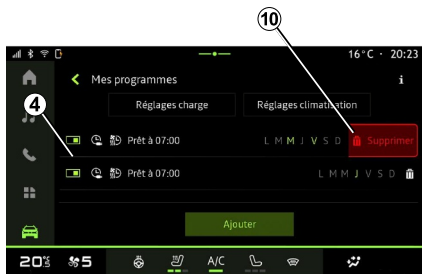 10
16°C · 20:23
Mes programmes
i
4
Réglages charge Réglages climatisation
Prêt à 07:00 L M M J V S D Supprimer
Prêt à 07:00 L M M J V S D
Ajouter
20 5 A/C